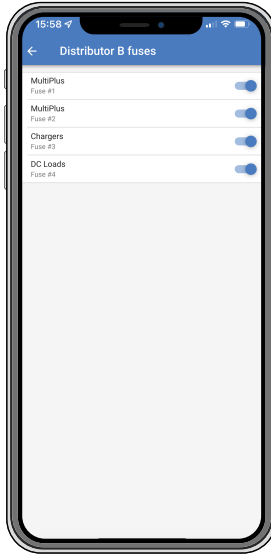 15:58
Distributor B fuses
MultiPlus
Fuse #1
MultiPlus
Fuse #2
Chargers
Fuse #3
DC Loads
Fuse #4